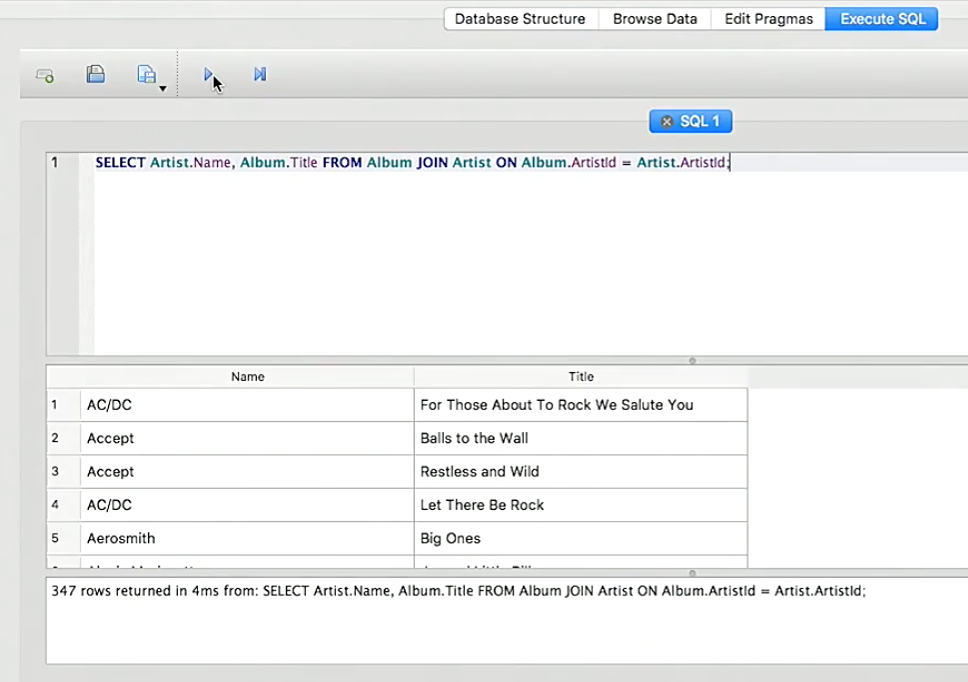 Database Structure Browse Data Edit Pragmas Execute SQL
SQL 1
1 SELECT Artist.Name, Album.Title FROM Album JOIN Artist ON Album.ArtistId = Artist.ArtistId;
Name Title
1 AC/DC For Those About To Rock We Salute You
2 Accept Balls to the Wall
3 Accept Restless and Wild
4 AC/DC Let There Be Rock
5 Aerosmith Big Ones
347 rows returned in 4ms from: SELECT Artist.Name, Album.Title FROM Album JOIN Artist ON Album.ArtistId = Artist.ArtistId;